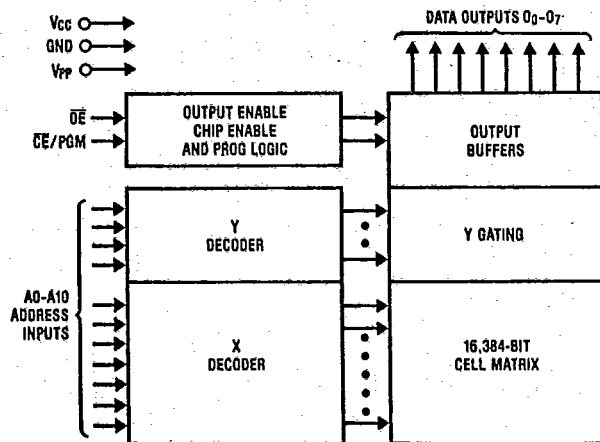 VCC
GND
VPP
DATA OUTPUTS O0-O7
OE
CE/PGM
OUTPUT ENABLE
CHIP ENABLE
AND PROG LOGIC
OUTPUT
BUFFERS
Y
DECODER
Y GATING
A0-A10
ADDRESS
INPUTS
X
DECODER
16,384-BIT
CELL MATRIX